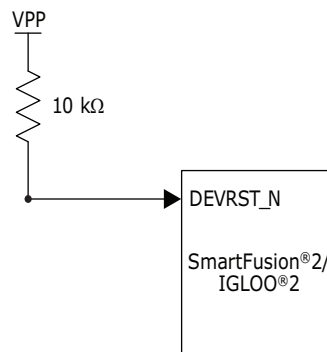 VPP
10 kΩ
DEVRST_N
SmartFusion®2/
IGLOO®2